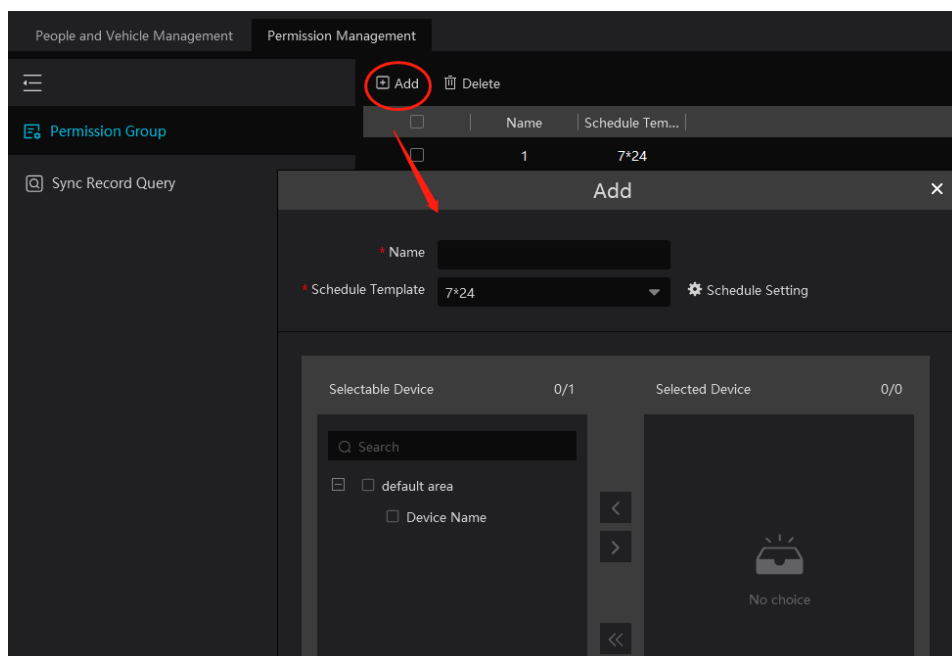 People and Vehicle Management Permission Management
Add Delete
Permission Group
Name Schedule Tem...
1 7*24
Sync Record Query
Add
* Name
* Schedule Template 7*24 Schedule Setting
Selectable Device 0/1 Selected Device 0/0
Search
default area
Device Name
No choice